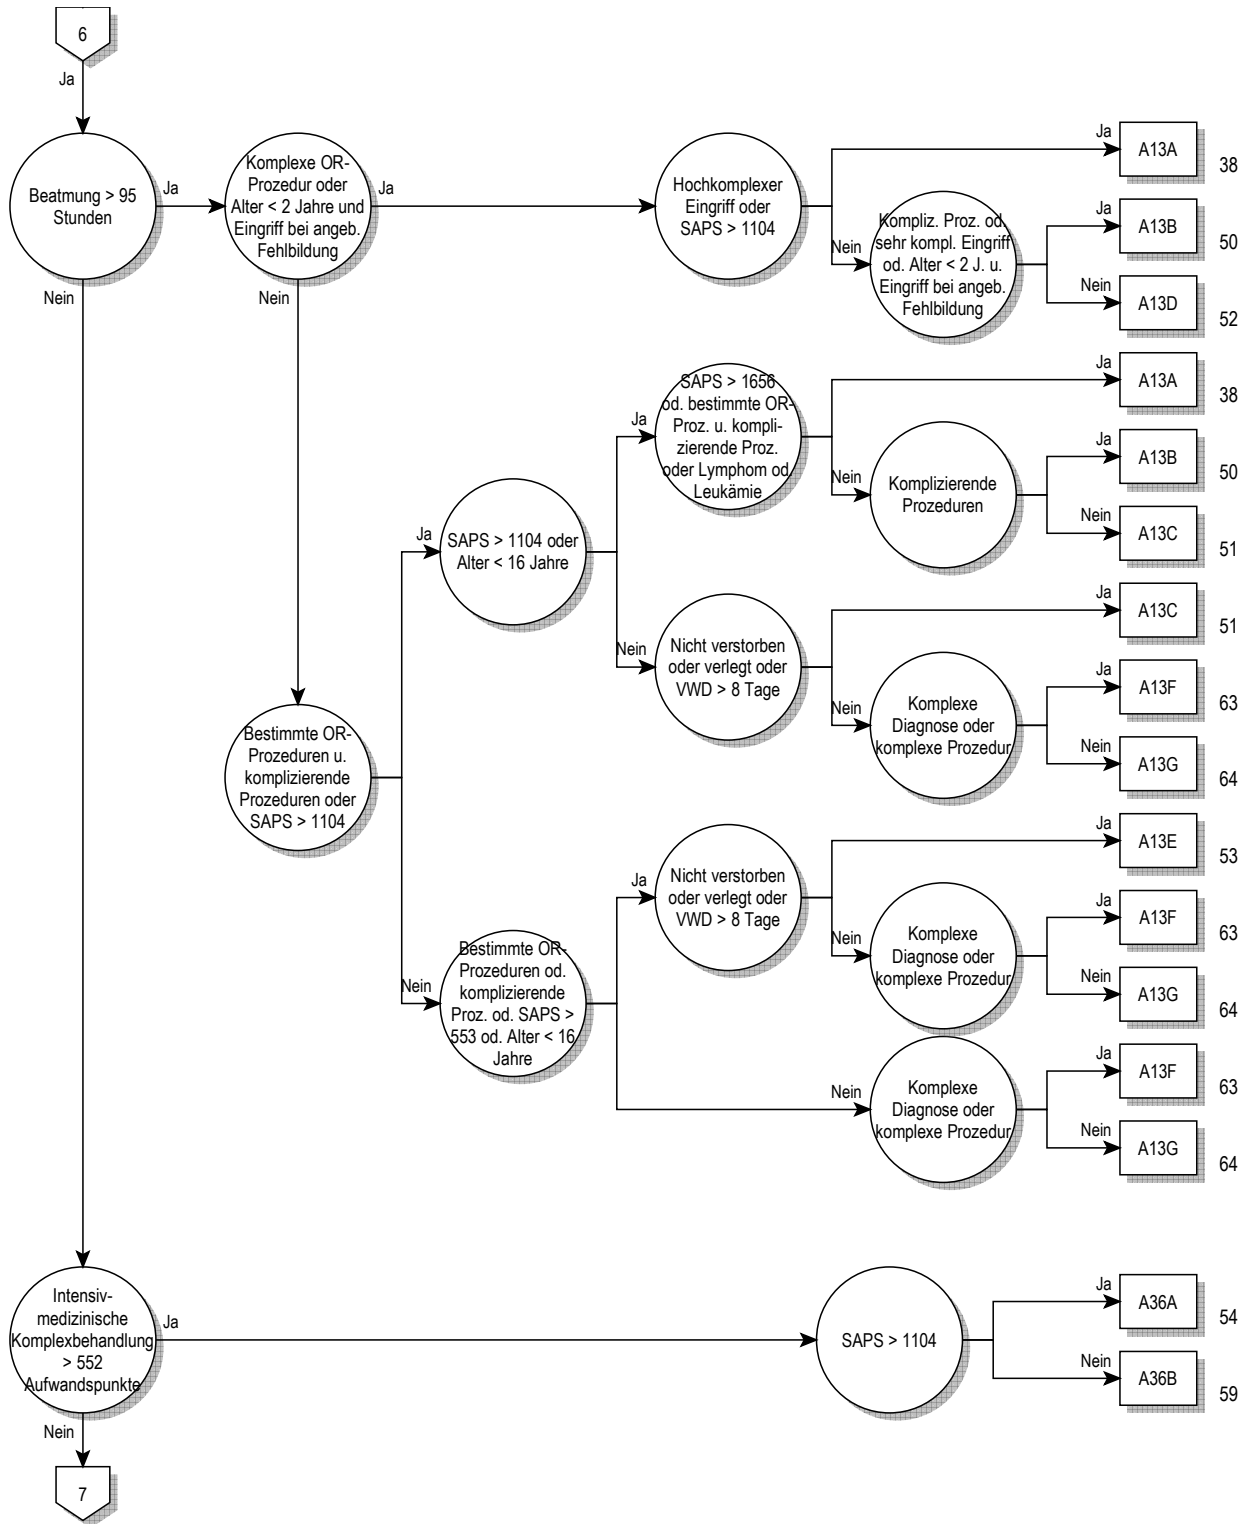 6
Ja
Beatmung > 95
Stunden
Ja
Nein
Komplexe OR-
Prozedur oder
Alter < 2 Jahre und
Eingriff bei angeb.
Fehlbildung
Ja
Nein
Hochkomplexer
Eingriff oder
SAPS > 1104
Ja
A13A
38
Nein
Kompliz. Proz. od.
sehr kompl. Eingriff
od. Alter < 2 J. u.
Eingriff bei angeb.
Fehlbildung
Ja
A13B
50
Nein
A13D
52
Bestimmte OR-
Prozeduren u.
komplizierende
Prozeduren oder
SAPS > 1104
Ja
SAPS > 1104 oder
Alter < 16 Jahre
Ja
SAPS > 1656
od. bestimmte OR-
Proz. u. kompli-
zierende Proz.
oder Lymphom od.
Leukämie
Ja
A13A
38
Nein
Komplizierende
Prozeduren
Ja
A13B
50
Nein
A13C
51
Nein
Nicht verstorben
oder verlegt oder
VWD > 8 Tage
Ja
A13C
51
Nein
Komplexe
Diagnose oder
komplexe Prozedur
Ja
A13F
63
Nein
A13G
64
Nein
Bestimmte OR-
Prozeduren od.
komplizierende
Proz. od. SAPS >
553 od. Alter < 16
Jahre
Ja
Nicht verstorben
oder verlegt oder
VWD > 8 Tage
Ja
A13E
53
Nein
Komplexe
Diagnose oder
komplexe Prozedur
Ja
A13F
63
Nein
A13G
64
Nein
Komplexe
Diagnose oder
komplexe Prozedur
Ja
A13F
63
Nein
A13G
64
Intensiv-
medizinische
Komplexbehandlung
> 552
Aufwandspunkte
Ja
SAPS > 1104
Ja
A36A
54
Nein
A36B
59
Nein
7